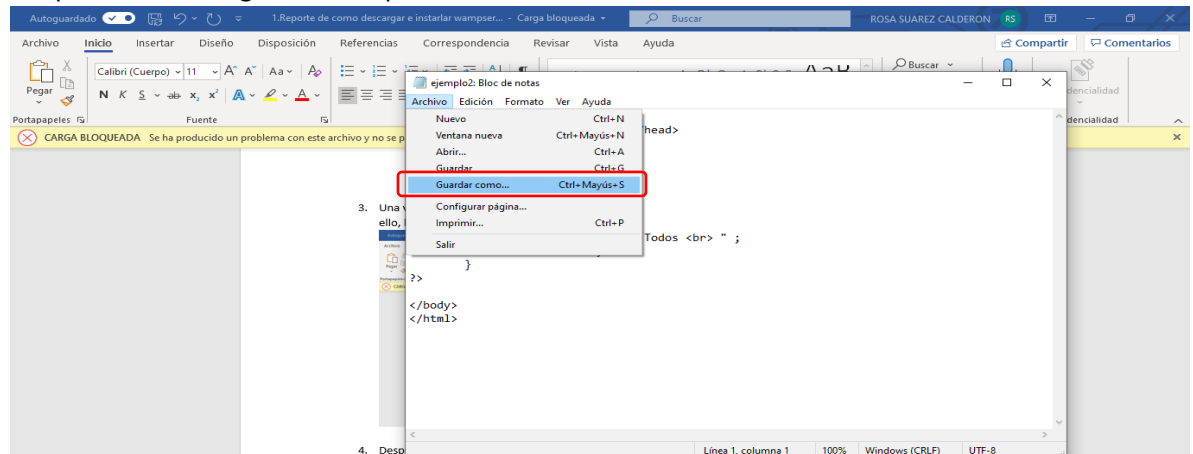 Autoguardado
1.Reporte de como descargar e instarlar wampser... - Carga bloqueada
Buscar
ROSA SUAREZ CALDERON
RS
Archivo Inicio Insertar Diseño Disposición Referencias Correspondencia Revisar Vista Ayuda
Compartir
Comentarios
Pegar
Calibri (Cuerpo) 11 A A Aa A
N K S ab x₂ x² A A
Buscar
Portapapeles
Fuente
CARGA BLOQUEADA Se ha producido un problema con este archivo y no se
ejemplo2: Bloc de notas
Archivo Edición Formato Ver Ayuda
Nuevo Ctrl+N
Ventana nueva Ctrl+Mayús+N
Abrir... Ctrl+A
Guardar Ctrl+G
Guardar como... Ctrl+Mayús+S
Configurar página...
Imprimir... Ctrl+P
Salir
head>
Todos <br> " ;
}
?>
</body>
</html>
Línea 1, columna 1 100% Windows (CRLF) UTF-8
3. Una
ello,
4. Desp